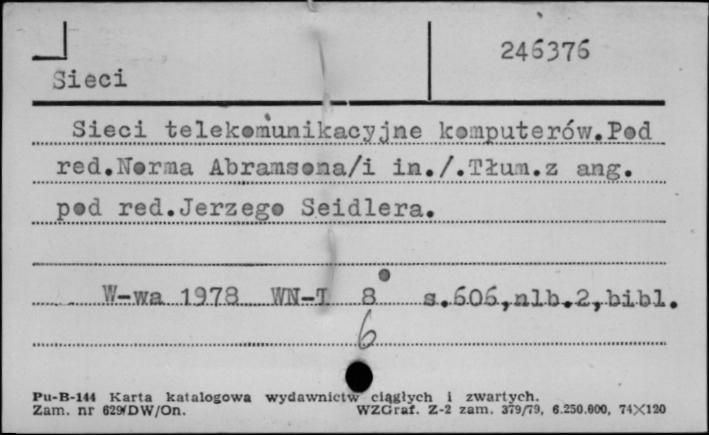 246376
Sieci
Sieci telekomunikacyjne komputerów.Pod
red.Norma Abramsona/i in./.Tłum.z ang.
pod red.Jerzego Seidlera.
W-wa 1978 WN-T 8° s.606,nlb.2,bibl.
6
Pu-B-144 Karta katalogowa wydawnictw ciągłych i zwartych.
Zam. nr 629/DW/On. WZGraf. Z-2 zam. 379/79, 6.250.000, 74×120